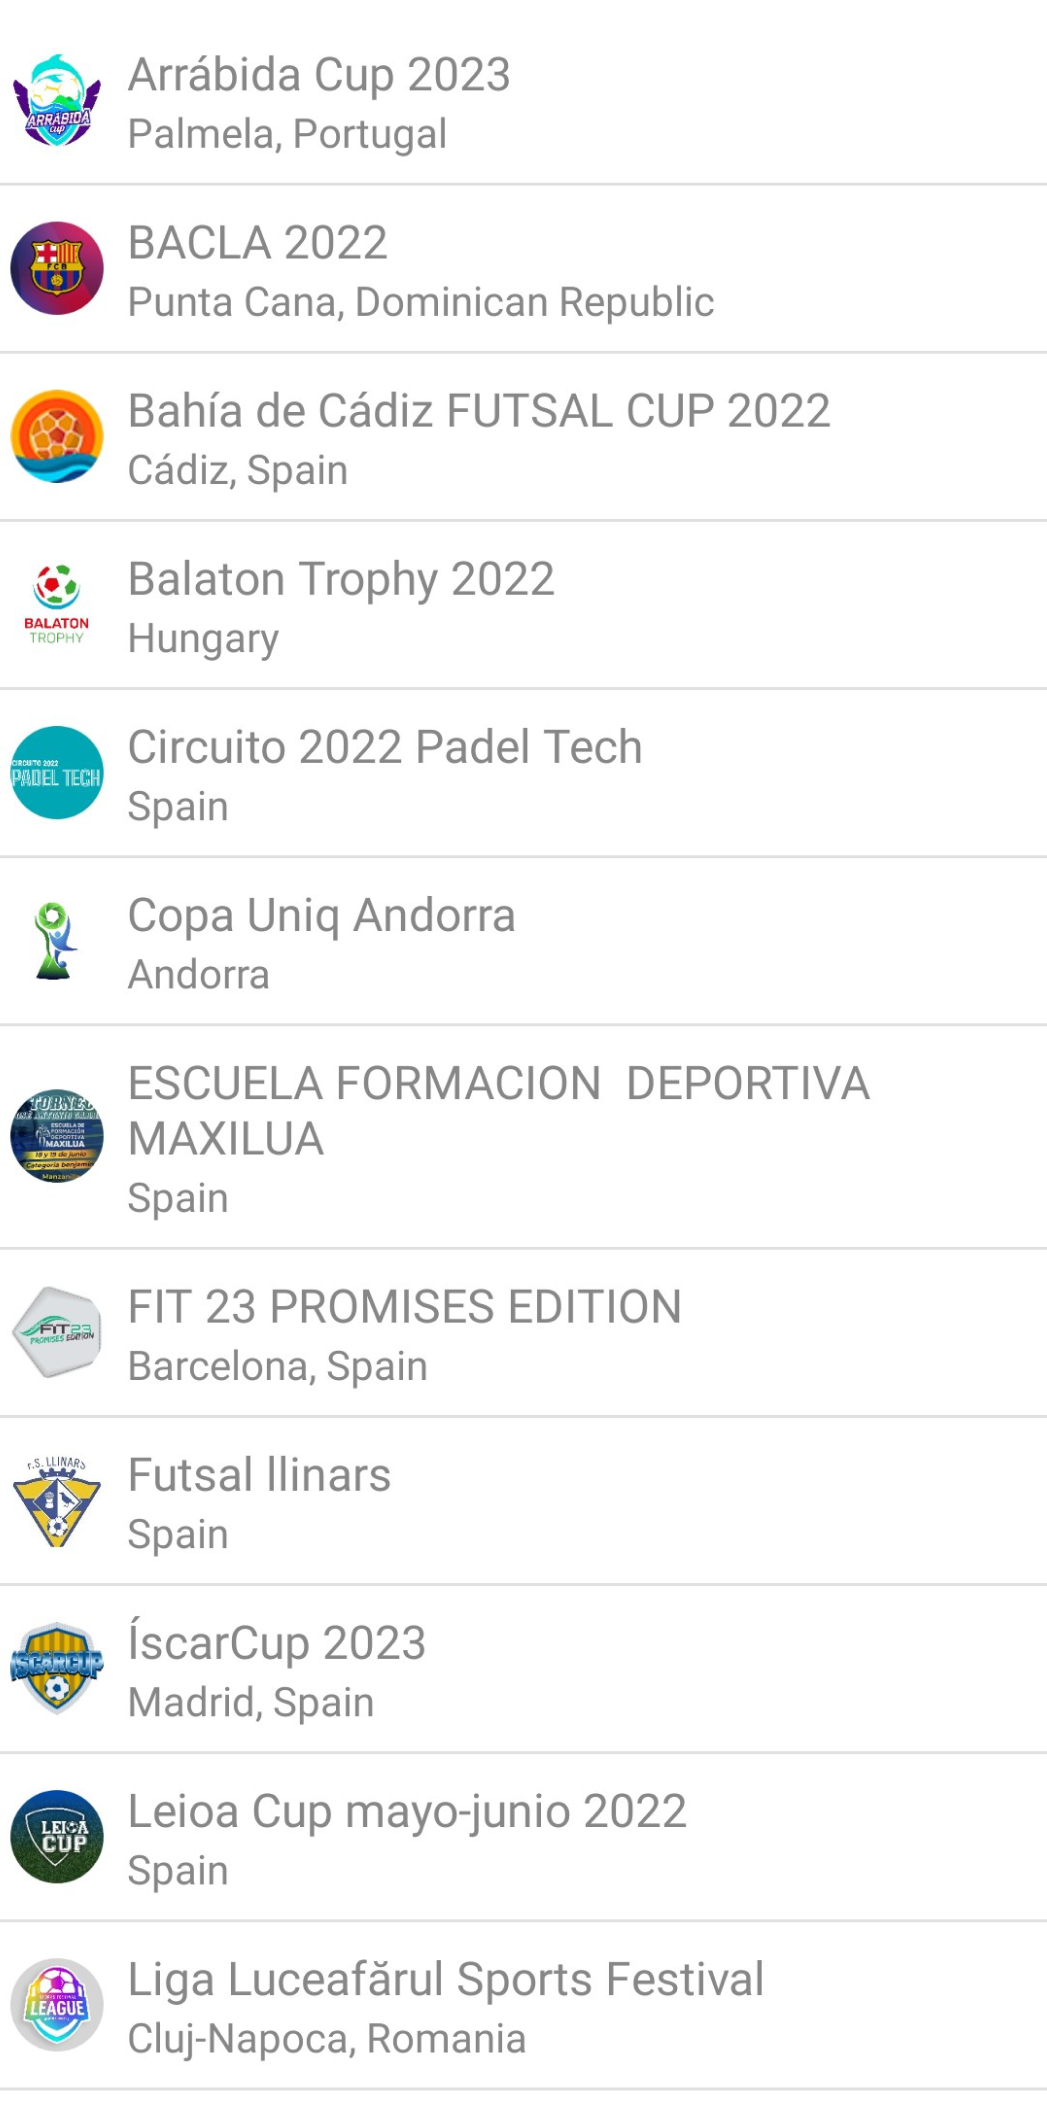 Arrábida Cup 2023
Palmela, Portugal
ARRÁBIDA
cup
BACLA 2022
Punta Cana, Dominican Republic
FCB
Bahía de Cádiz FUTSAL CUP 2022
Cádiz, Spain
Balaton Trophy 2022
Hungary
BALATON
TROPHY
Circuito 2022 Padel Tech
Spain
CIRCUITO 2022
PADEL TECH
Copa Uniq Andorra
Andorra
ESCUELA FORMACION  DEPORTIVA
MAXILUA
Spain
TORNEO
ESCUELA DE
FORMACIÓN
DEPORTIVA
MAXILUA
18 y 19 de junio
Categoría benjamín
FIT 23 PROMISES EDITION
Barcelona, Spain
FIT 23
PROMISES EDITION
Futsal llinars
Spain
F.S. LLINARS
ÍscarCup 2023
Madrid, Spain
ISCARCUP
Leioa Cup mayo-junio 2022
Spain
LEIOA
CUP
Liga Luceafărul Sports Festival
Cluj-Napoca, Romania
LEAGUE